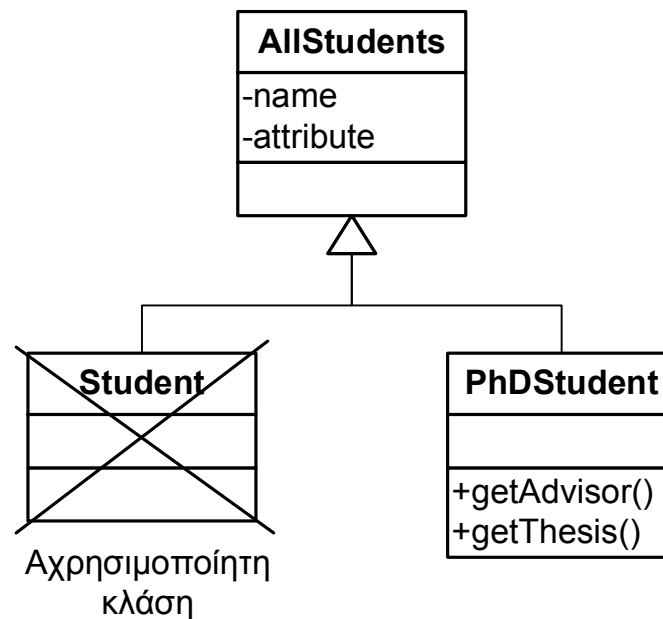 AllStudents
-name
-attribute
Student
PhDStudent
+getAdvisor()
+getThesis()
Αχρησιμοποίητη
κλάση